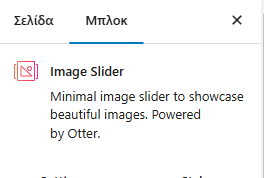 Σελίδα Μπλοκ
Image Slider
Minimal image slider to showcase
beautiful images. Powered
by Otter.